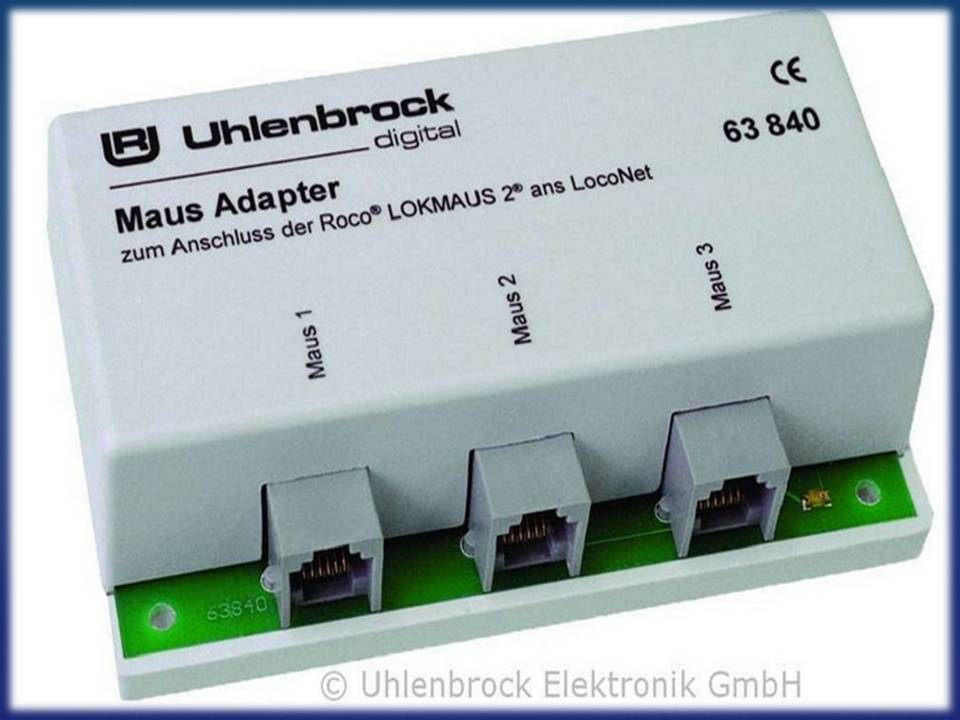 Uhlenbrock
digital
CE
63 840
Maus Adapter
zum Anschluss der Roco® LOKMAUS 2® ans LocoNet
Maus 1
Maus 2
Maus 3
63840
© Uhlenbrock Elektronik GmbH